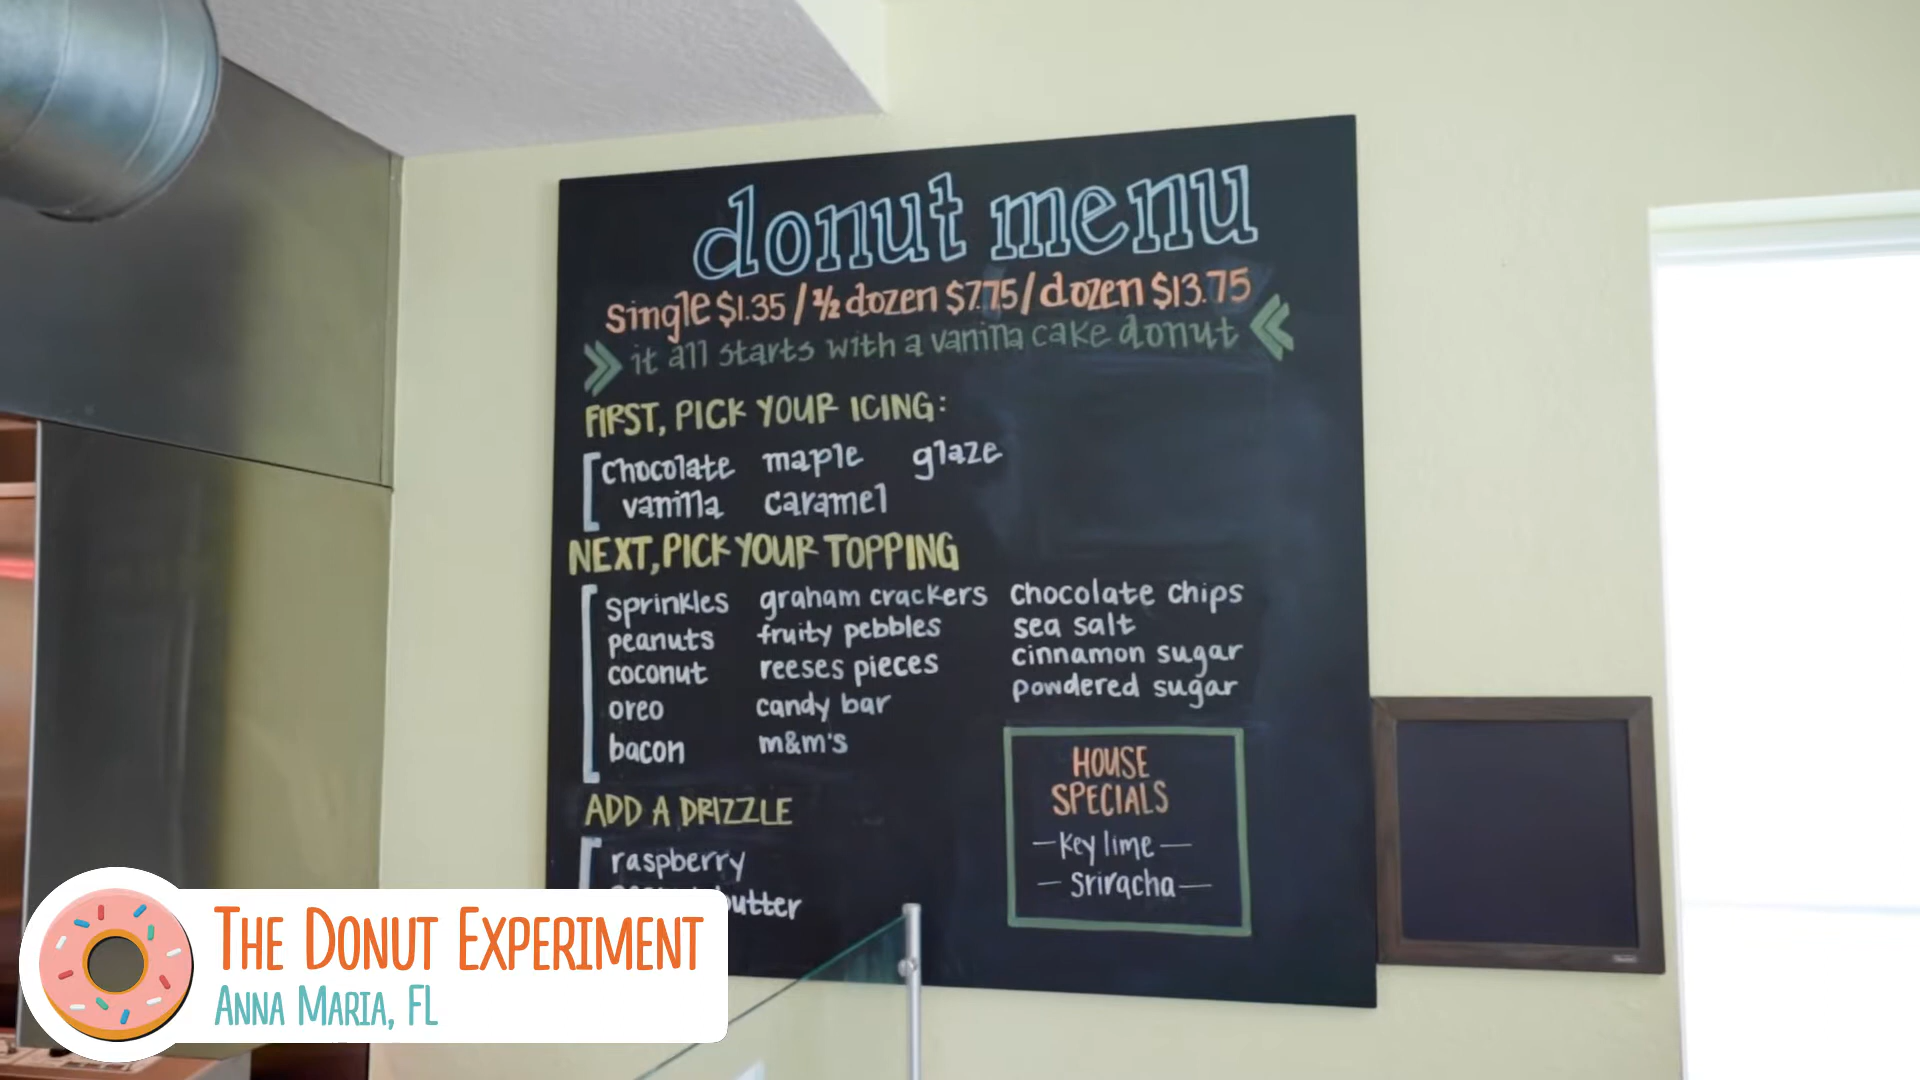 donut menu
single $1.35 / 1/2 dozen $7.75 / dozen $13.75
it all starts with a vanilla cake donut
FIRST, PICK YOUR ICING:
chocolate maple glaze
vanilla caramel
NEXT, PICK YOUR TOPPING
sprinkles graham crackers chocolate chips
peanuts fruity pebbles sea salt
coconut reeses pieces cinnamon sugar
oreo candy bar powdered sugar
bacon m&m's
ADD A DRIZZLE
raspberry
butter
HOUSE
SPECIALS
— Key lime —
— Sriracha —
THE DONUT EXPERIMENT
ANNA MARIA, FL